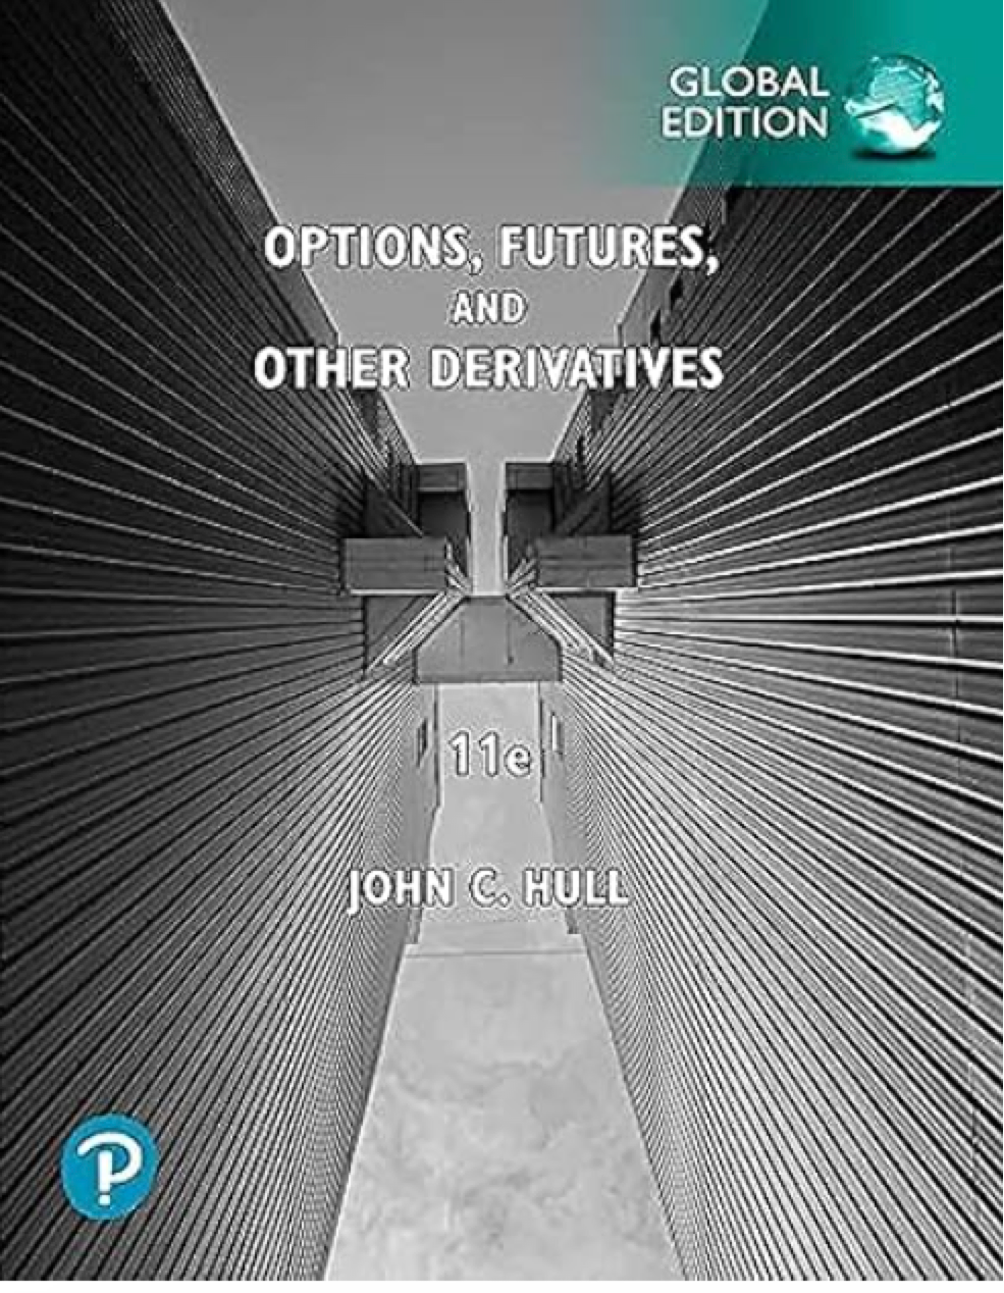 GLOBAL
EDITION
OPTIONS, FUTURES,
AND
OTHER DERIVATIVES
11e
JOHN C. HULL
P